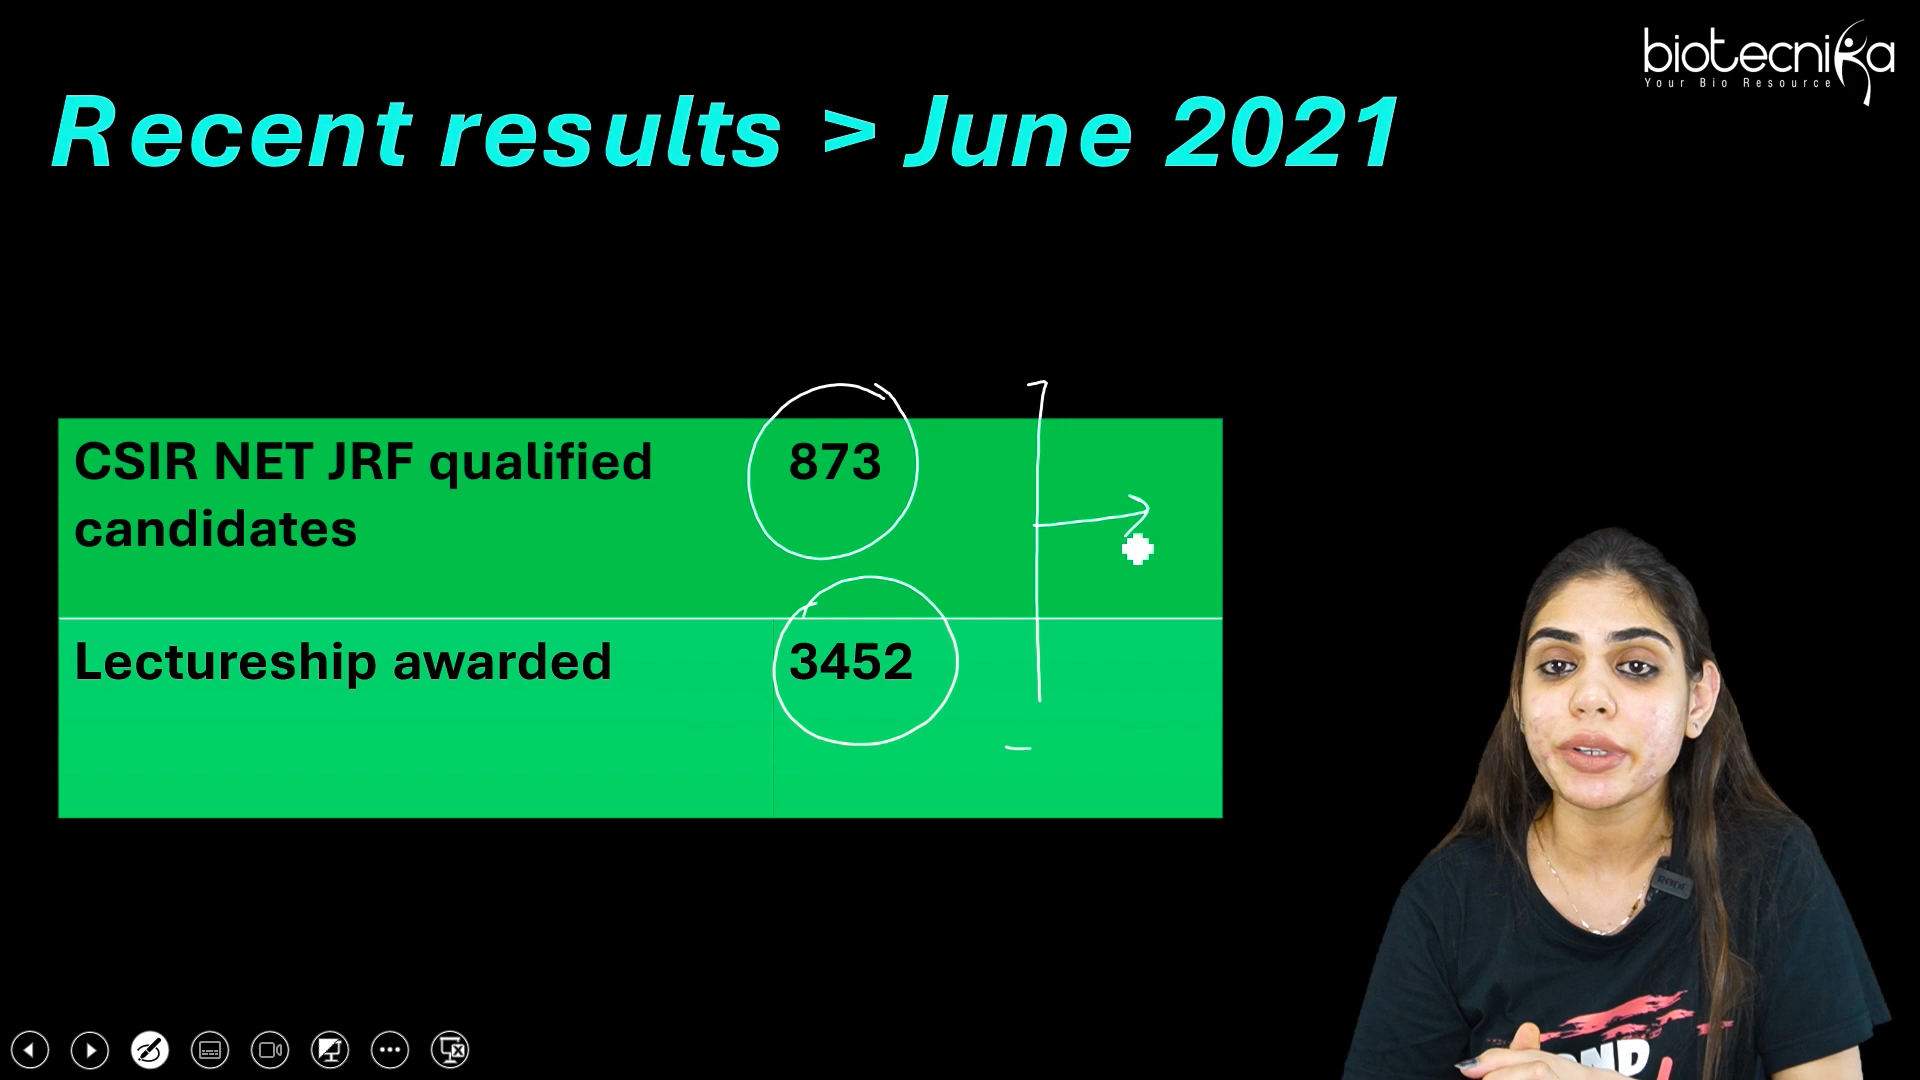 biotecnika
Your Bio Resource
Recent results > June 2021
CSIR NET JRF qualified
candidates
873
Lectureship awarded
3452